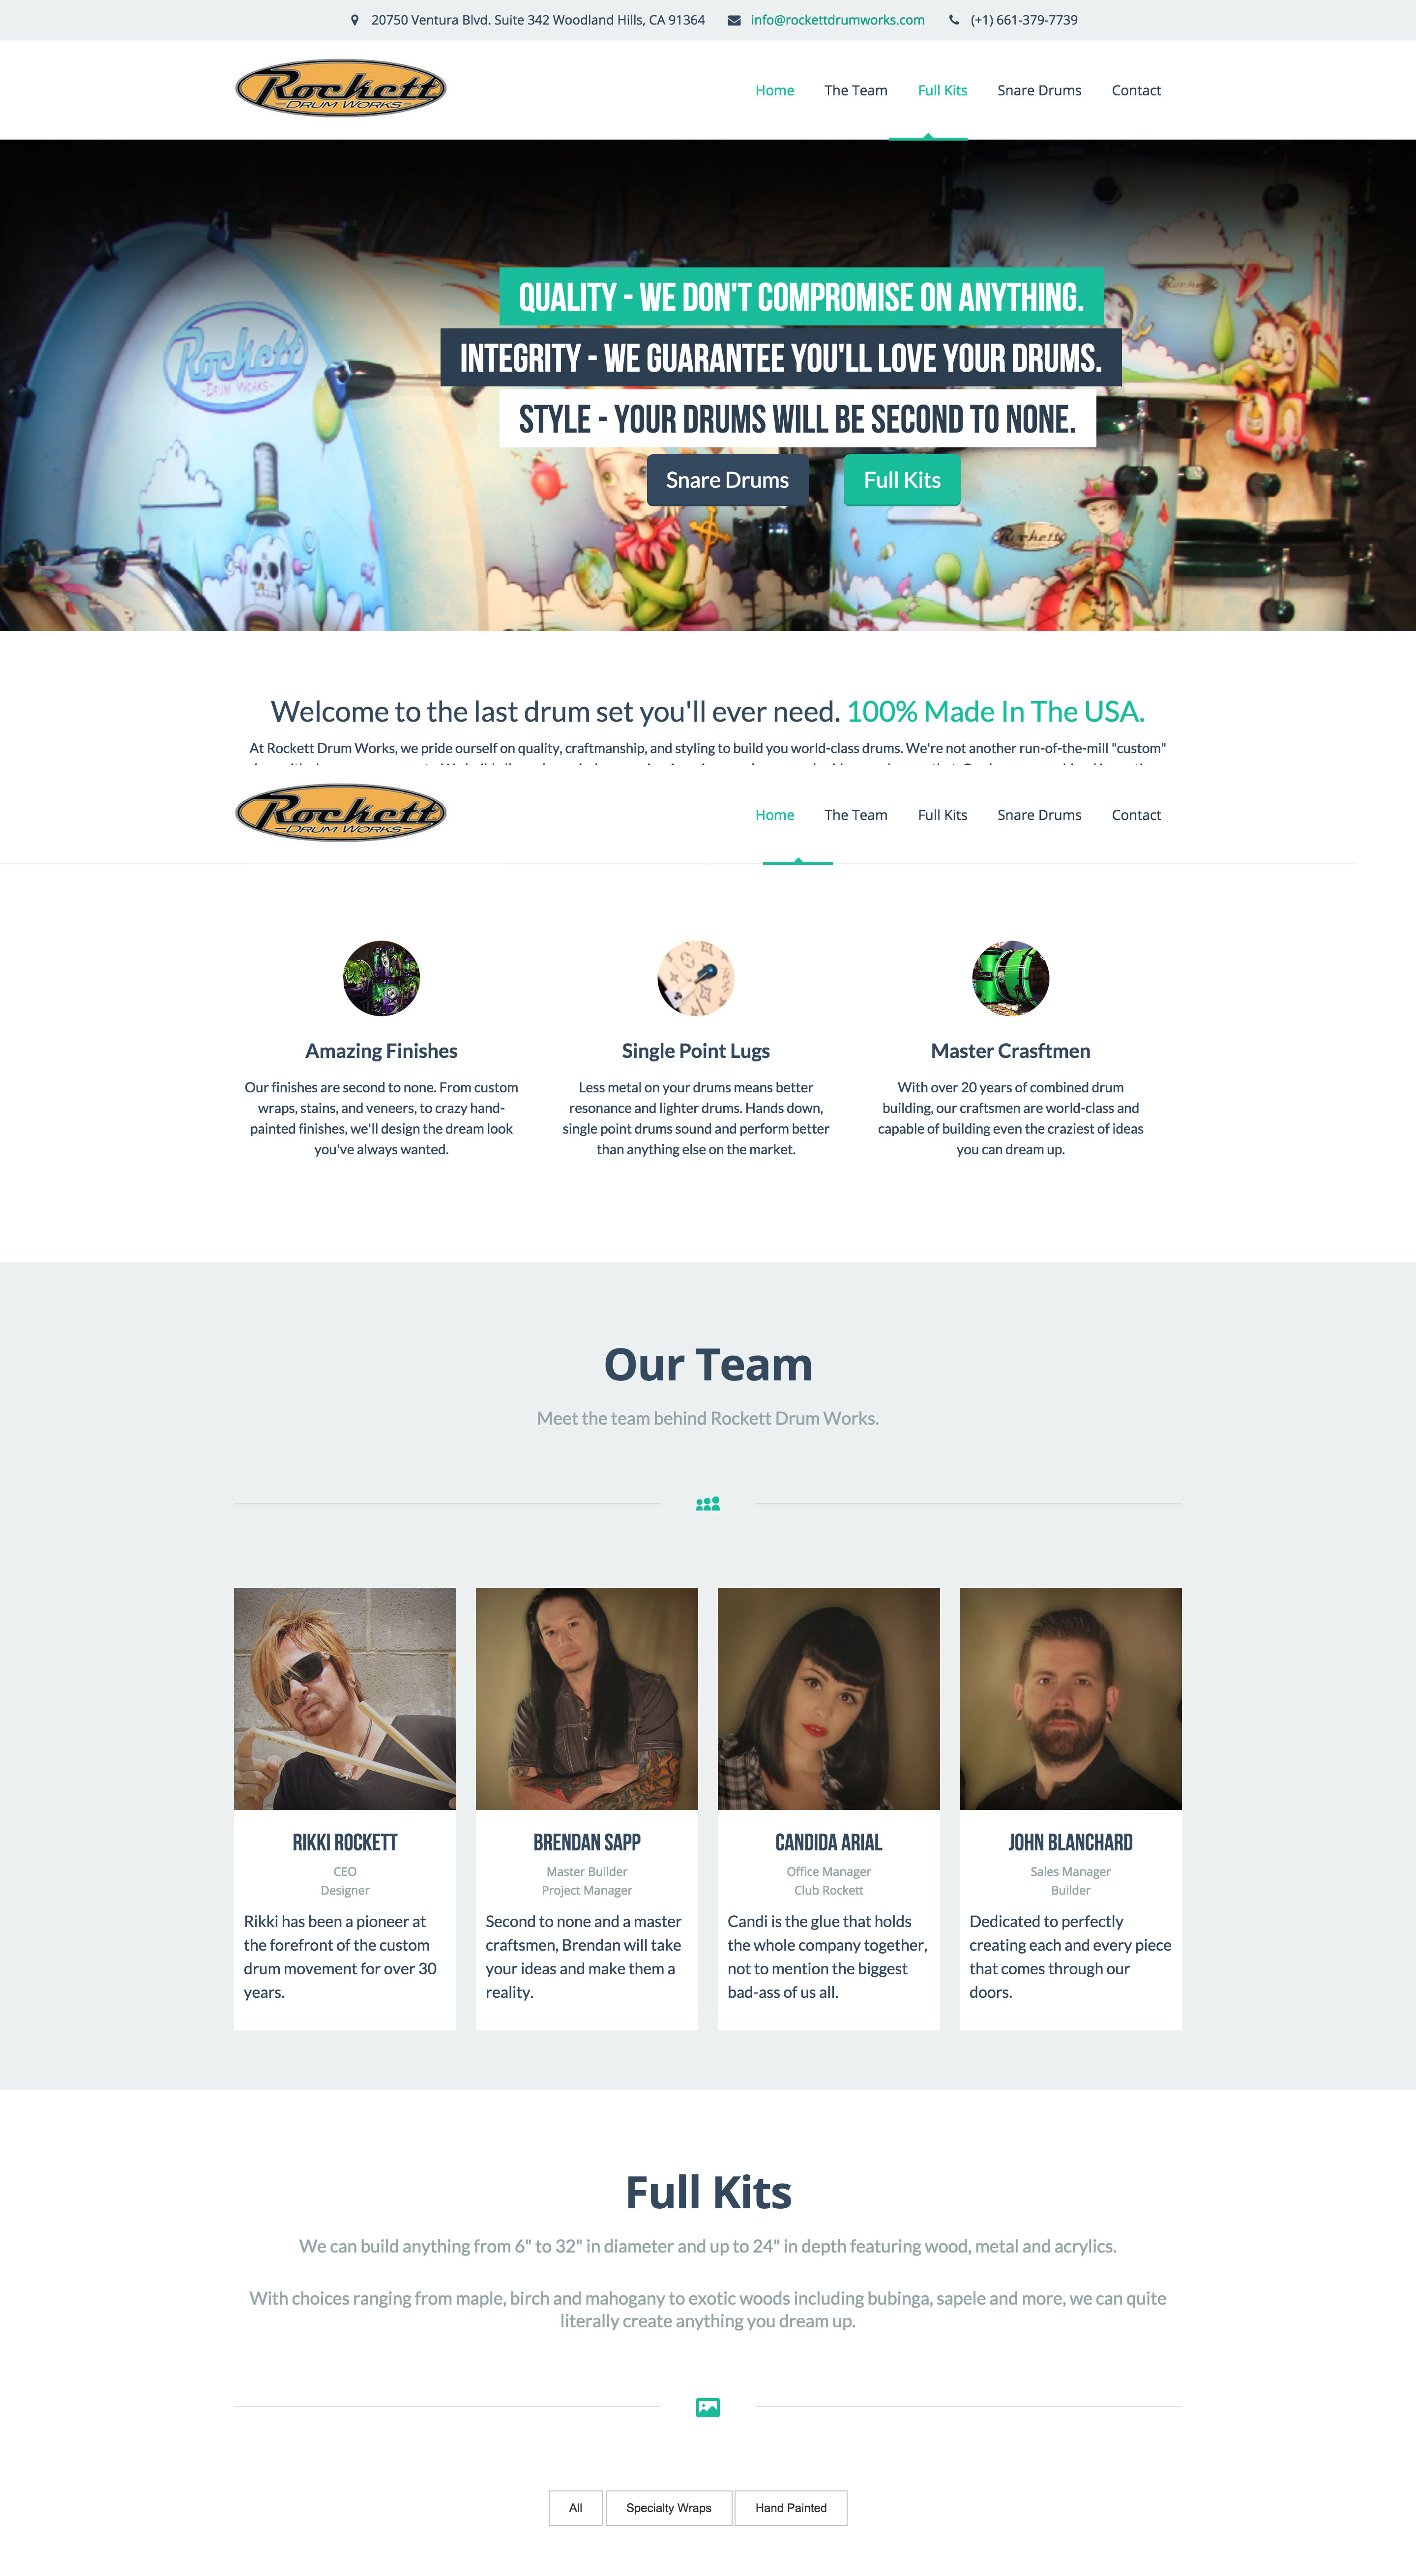 20750 Ventura Blvd. Suite 342 Woodland Hills, CA 91364 info@rockettdrumworks.com (+1) 661-379-7739
Rockett
DRUM WORKS
Home The Team Full Kits Snare Drums Contact
Rockett
DRUM WORKS
Rockett
QUALITY - WE DON'T COMPROMISE ON ANYTHING.
INTEGRITY - WE GUARANTEE YOU'LL LOVE YOUR DRUMS.
STYLE - YOUR DRUMS WILL BE SECOND TO NONE.
Snare Drums Full Kits
Rockett
Welcome to the last drum set you'll ever need. 100% Made In The USA.
At Rockett Drum Works, we pride ourself on quality, craftmanship, and styling to build you world-class drums. We're not another run-of-the-mill "custom"
Rockett
DRUM WORKS
Home The Team Full Kits Snare Drums Contact
Amazing Finishes
Our finishes are second to none. From custom
wraps, stains, and veneers, to crazy hand-
painted finishes, we'll design the dream look
you've always wanted.
Single Point Lugs
Less metal on your drums means better
resonance and lighter drums. Hands down,
single point drums sound and perform better
than anything else on the market.
Master Crasftmen
With over 20 years of combined drum
building, our craftsmen are world-class and
capable of building even the craziest of ideas
you can dream up.
Our Team
Meet the team behind Rockett Drum Works.
RIKKI ROCKETT
CEO
Designer
Rikki has been a pioneer at
the forefront of the custom
drum movement for over 30
years.
BRENDAN SAPP
Master Builder
Project Manager
Second to none and a master
craftsmen, Brendan will take
your ideas and make them a
reality.
CANDIDA ARIAL
Office Manager
Club Rockett
Candi is the glue that holds
the whole company together,
not to mention the biggest
bad-ass of us all.
JOHN BLANCHARD
Sales Manager
Builder
Dedicated to perfectly
creating each and every piece
that comes through our
doors.
Full Kits
We can build anything from 6" to 32" in diameter and up to 24" in depth featuring wood, metal and acrylics.
With choices ranging from maple, birch and mahogany to exotic woods including bubinga, sapele and more, we can quite
literally create anything you dream up.
All Specialty Wraps Hand Painted